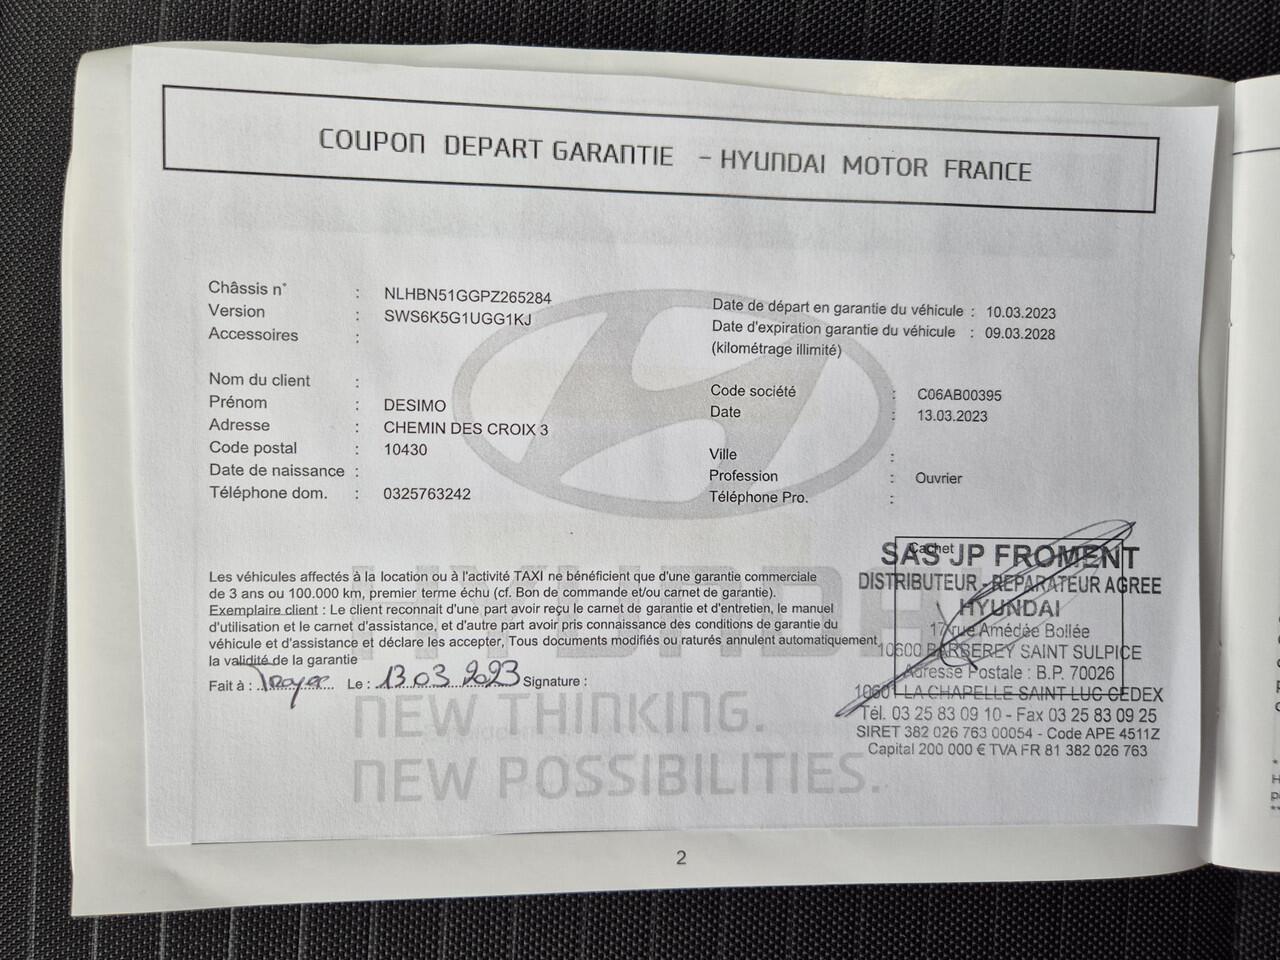 COUPON DEPART GARANTIE - HYUNDAI MOTOR FRANCE
Châssis n° : NLHBN51GGPZ265284
Version : SWS6K5G1UGG1KJ
Accessoires :
Date de départ en garantie du véhicule : 10.03.2023
Date d'expiration garantie du véhicule : 09.03.2028
(kilométrage illimité)
Nom du client :
Prénom : DESIMO
Adresse : CHEMIN DES CROIX 3
Code postal : 10430
Date de naissance :
Téléphone dom. : 0325763242
Code société : C06AB00395
Date : 13.03.2023
Ville :
Profession : Ouvrier
Téléphone Pro. :
Les véhicules affectés à la location ou à l'activité TAXI ne bénéficient que d'une garantie commerciale
de 3 ans ou 100.000 km, premier terme échu (cf. Bon de commande et/ou carnet de garantie).
Exemplaire client : Le client reconnait d'une part avoir reçu le carnet de garantie et d'entretien, le manuel
d'utilisation et le carnet d'assistance, et d'autre part avoir pris connaissance des conditions de garantie du
véhicule et d'assistance et déclare les accepter, Tous documents modifiés ou raturés annulent automatiquement
la validité de la garantie
Fait à : Troyes Le : 13 03 2023 Signature :
Cachet
SAS JP FROMENT
DISTRIBUTEUR - REPARATEUR AGREE
HYUNDAI
17 rue Amédée Bollée
10600 BARBEREY SAINT SULPICE
Adresse Postale : B.P. 70026
10601 LA CHAPELLE SAINT LUC CEDEX
Tél. 03 25 83 09 10 - Fax 03 25 83 09 25
SIRET 382 026 763 00054 - Code APE 4511Z
Capital 200 000 € TVA FR 81 382 026 763
HYUNDAI
NEW THINKING.
NEW POSSIBILITIES.
2